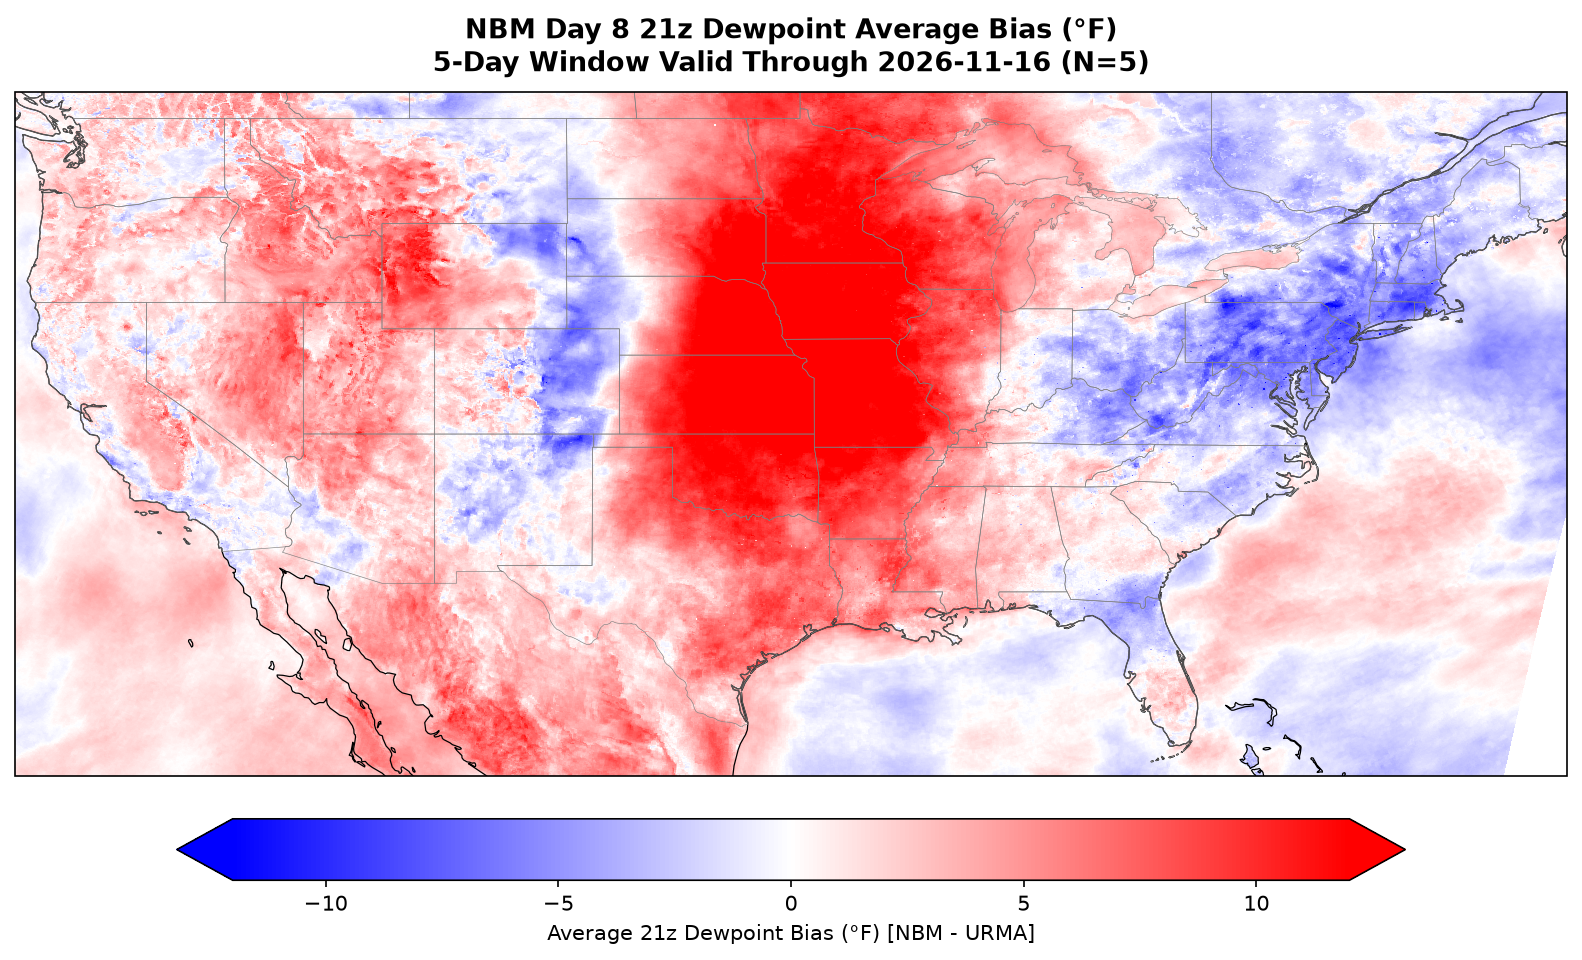 NBM Day 8 21z Dewpoint Average Bias (°F)
5-Day Window Valid Through 2026-11-16 (N=5)
−10 −5 0 5 10
Average 21z Dewpoint Bias (°F) [NBM - URMA]